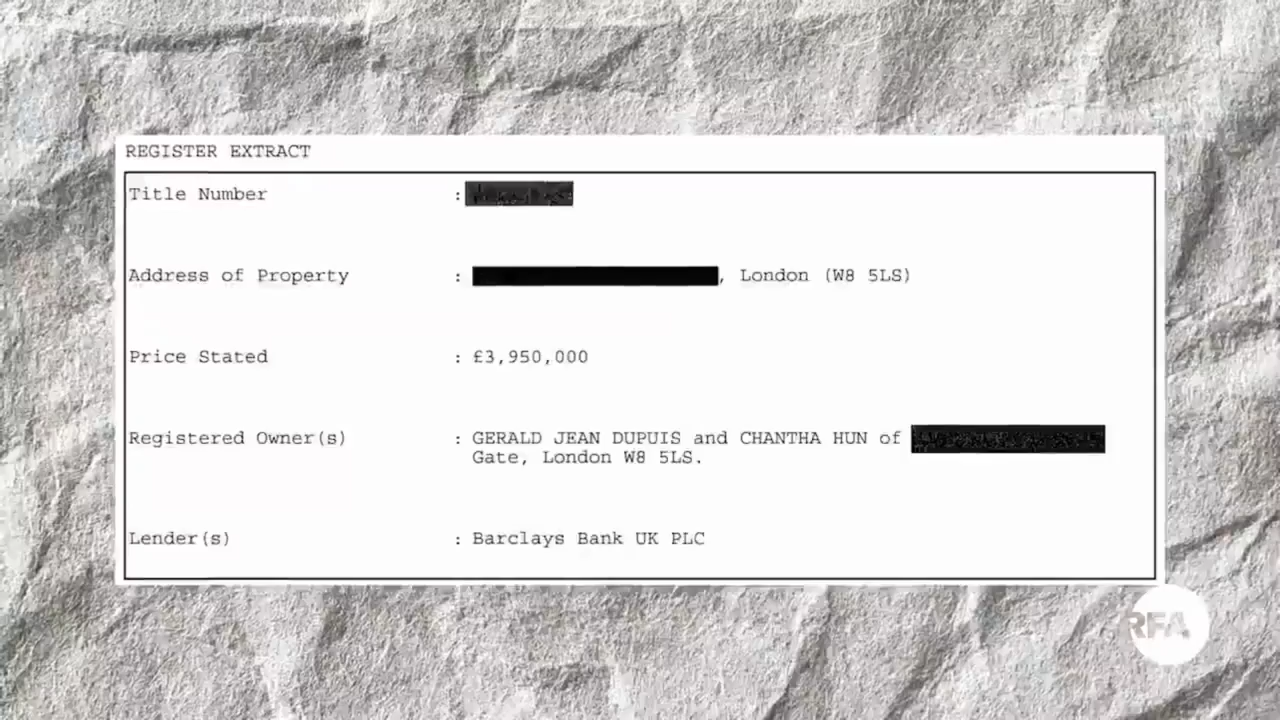 REGISTER EXTRACT
Title Number :
Address of Property : , London (W8 5LS)
Price Stated : £3,950,000
Registered Owner(s) : GERALD JEAN DUPUIS and CHANTHA HUN of
Gate, London W8 5LS.
Lender(s) : Barclays Bank UK PLC
RFA